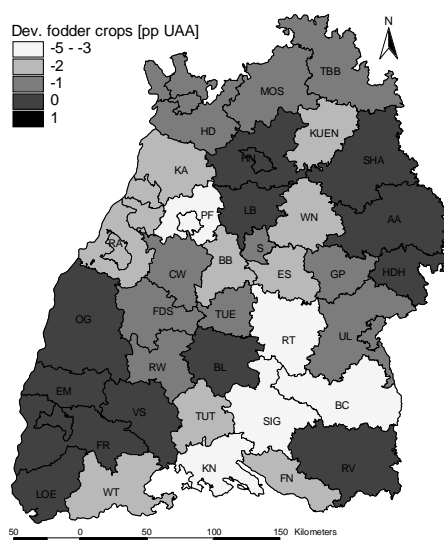 Dev. fodder crops [pp UAA]
N
-5 - -3
-2
-1
0
1
TBB
MOS
HD
KUEN
HN
SHA
KA
PF
LB
WN
AA
RA
S
CW
BB
ES
GP
HDH
OG
FDS
TUE
RT
UL
RW
BL
EM
VS
TUT
SIG
BC
FR
KN
RV
LOE
WT
FN
50 0 50 100 150 Kilometers